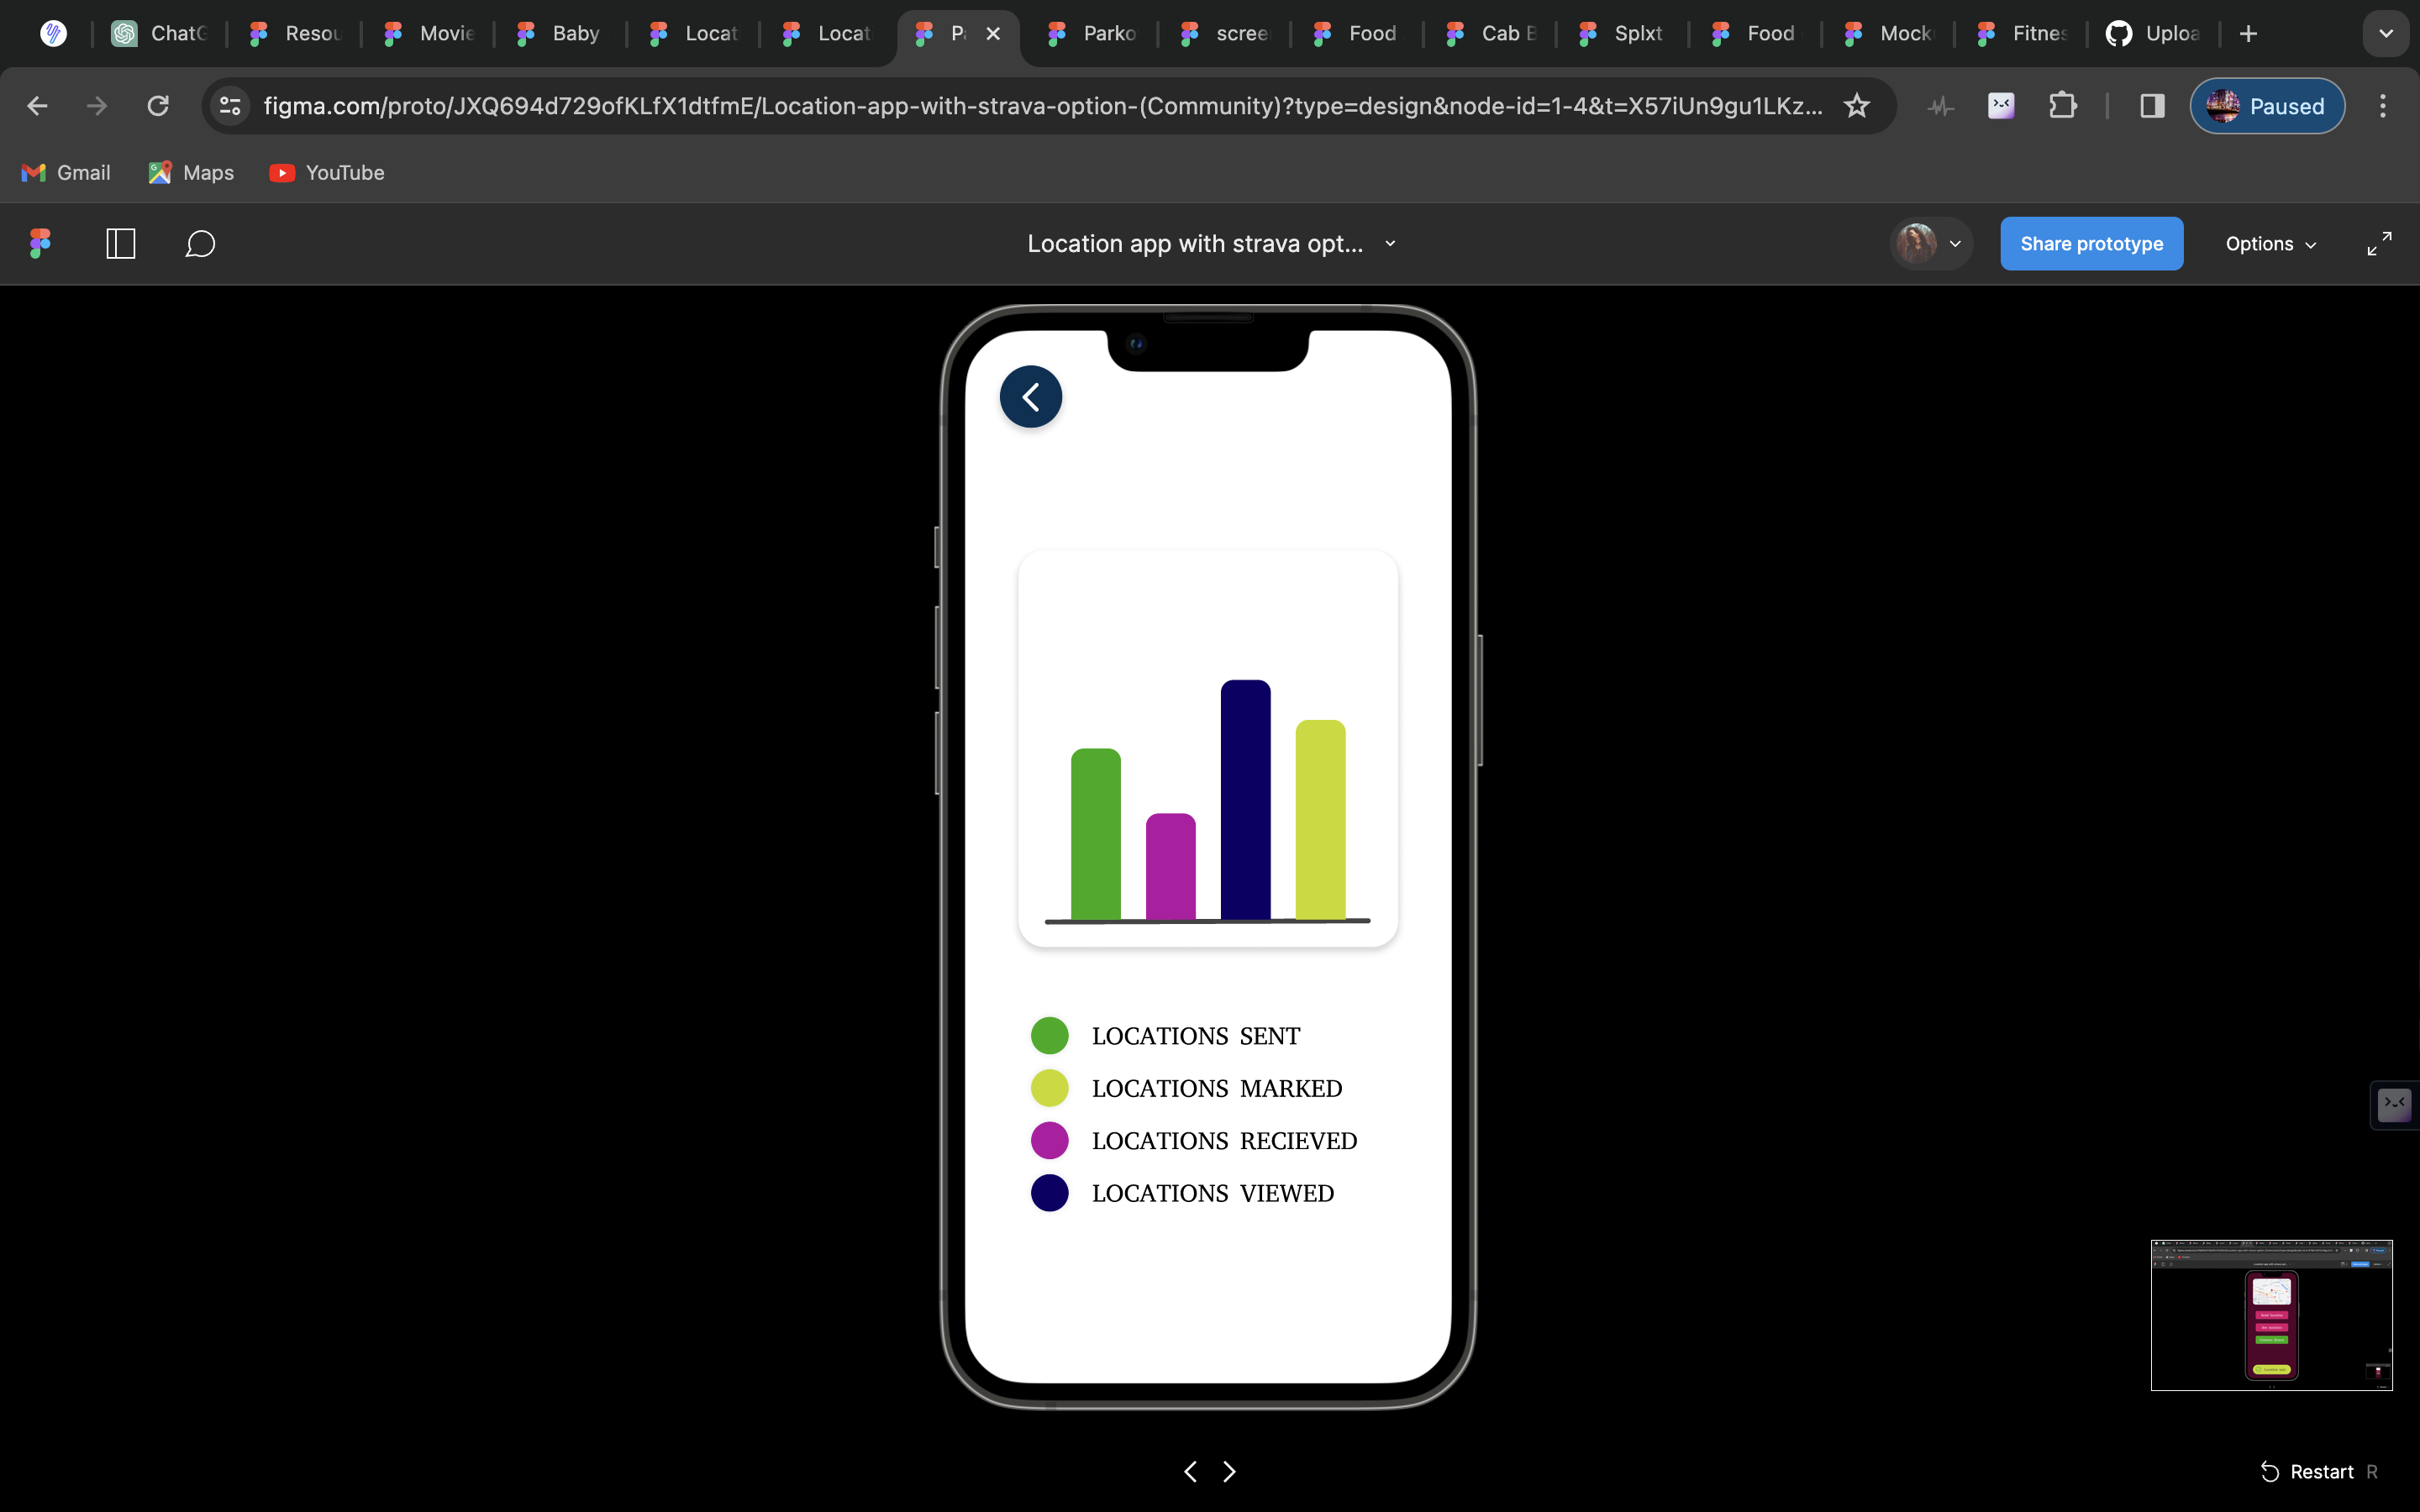 ChatG Resou Movie Baby Locat Locat Pa Parko scree Food Cab B Splxt Food Mock Fitnes Uploa
figma.com/proto/JXQ694d729ofKLfX1dtfmE/Location-app-with-strava-option-(Community)?type=design&node-id=1-4&t=X57iUn9gu1LKz... Paused
Gmail Maps YouTube
Location app with strava opt... Share prototype Options
LOCATIONS SENT
LOCATIONS MARKED
LOCATIONS RECIEVED
LOCATIONS VIEWED
Restart R